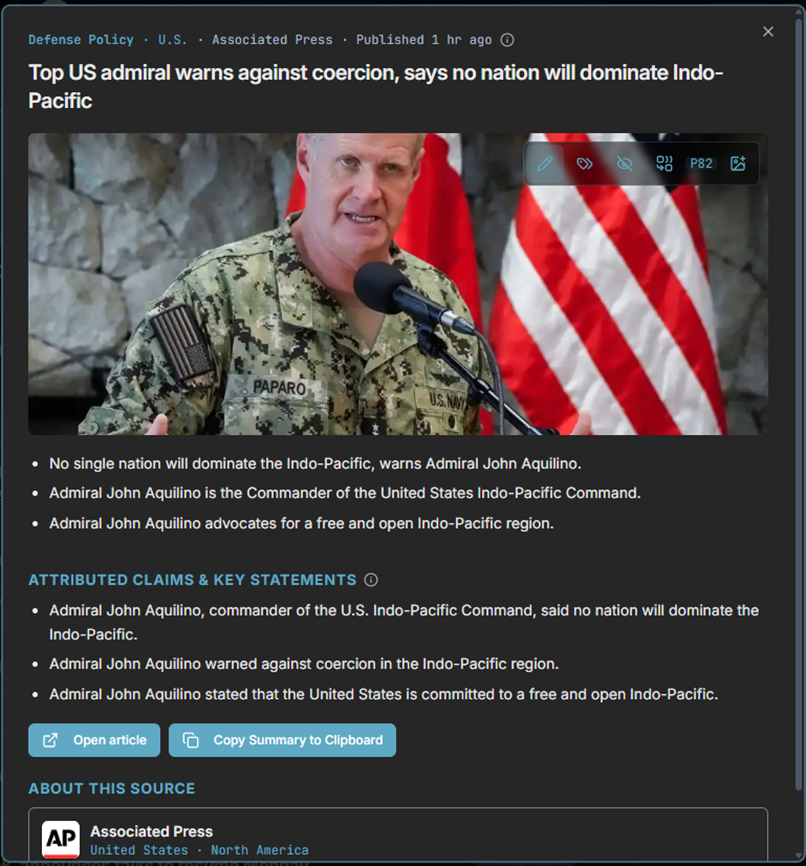 Defense Policy · U.S. · Associated Press · Published 1 hr ago
Top US admiral warns against coercion, says no nation will dominate Indo-
Pacific
P82
PAPARO
U.S. NAVY
• No single nation will dominate the Indo-Pacific, warns Admiral John Aquilino.
• Admiral John Aquilino is the Commander of the United States Indo-Pacific Command.
• Admiral John Aquilino advocates for a free and open Indo-Pacific region.
ATTRIBUTED CLAIMS & KEY STATEMENTS
• Admiral John Aquilino, commander of the U.S. Indo-Pacific Command, said no nation will dominate the
Indo-Pacific.
• Admiral John Aquilino warned against coercion in the Indo-Pacific region.
• Admiral John Aquilino stated that the United States is committed to a free and open Indo-Pacific.
Open article
Copy Summary to Clipboard
ABOUT THIS SOURCE
AP
Associated Press
United States · North America